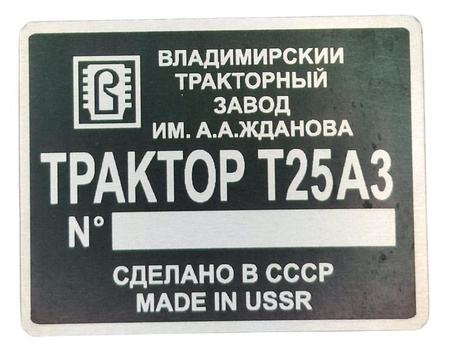 ВЛАДИМИРСКИИ
ТРАКТОРНЫЙ
ЗАВОД
ИМ. А.А.ЖДАНОВА
ТРАКТОР Т25А3
N°
СДЕЛАНО В СССР
MADE IN USSR